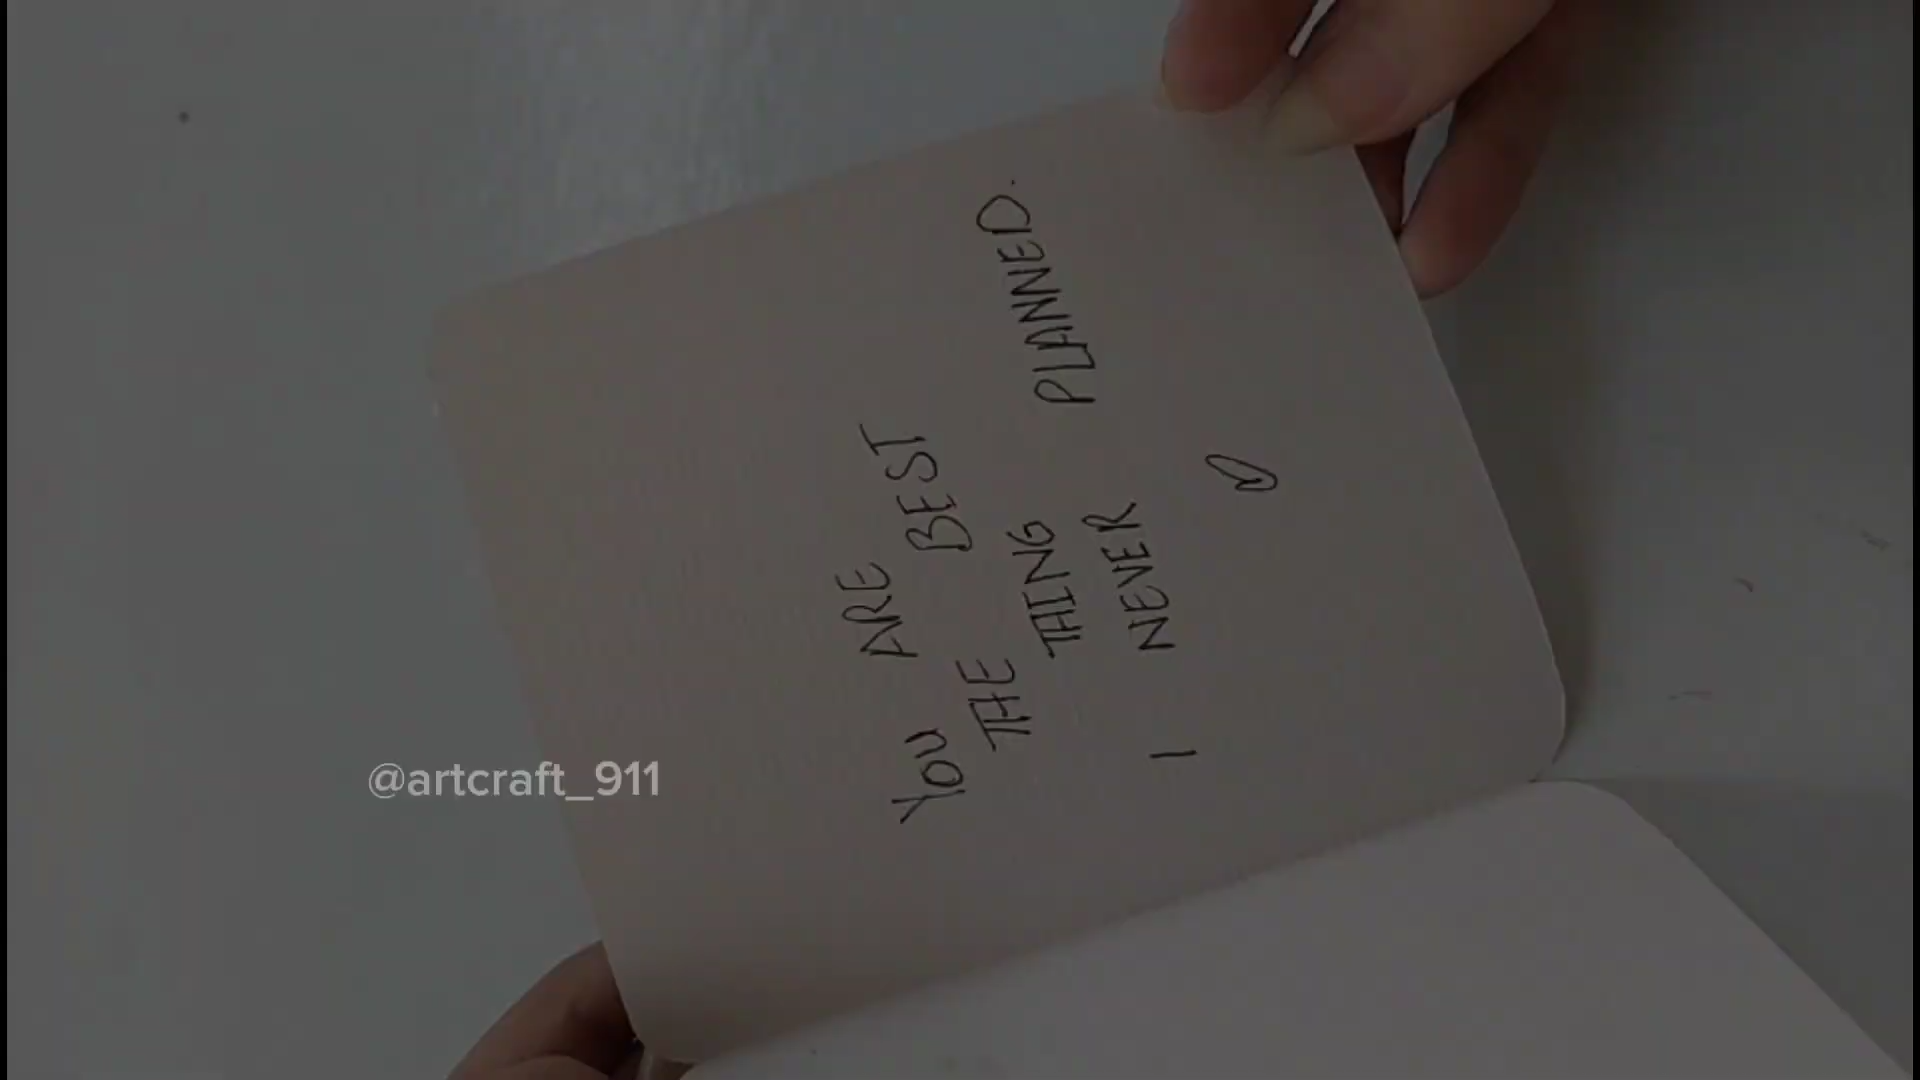 YOU ARE
THE BEST
THING
I NEVER PLANNED.
@artcraft_911